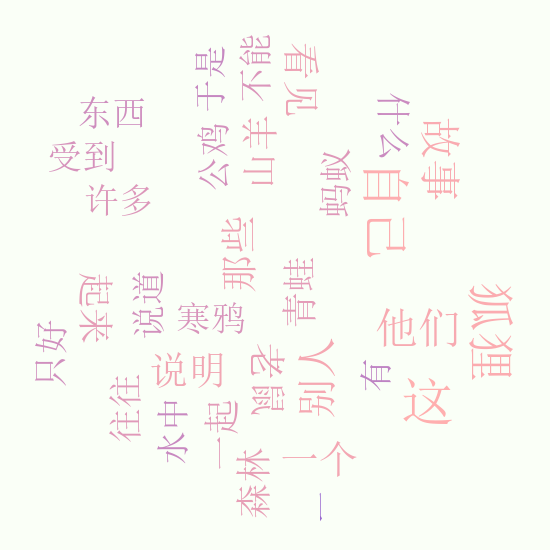 于是
不能
看见
东西
什么
故事
公鸡
山羊
受到
蚂蚁
自己
许多
那些
青蛙
起来
说道
寒鸦
他们
狐狸
只好
说明
老鼠
别人
有
这
往往
水中
一起
一个
森林
一